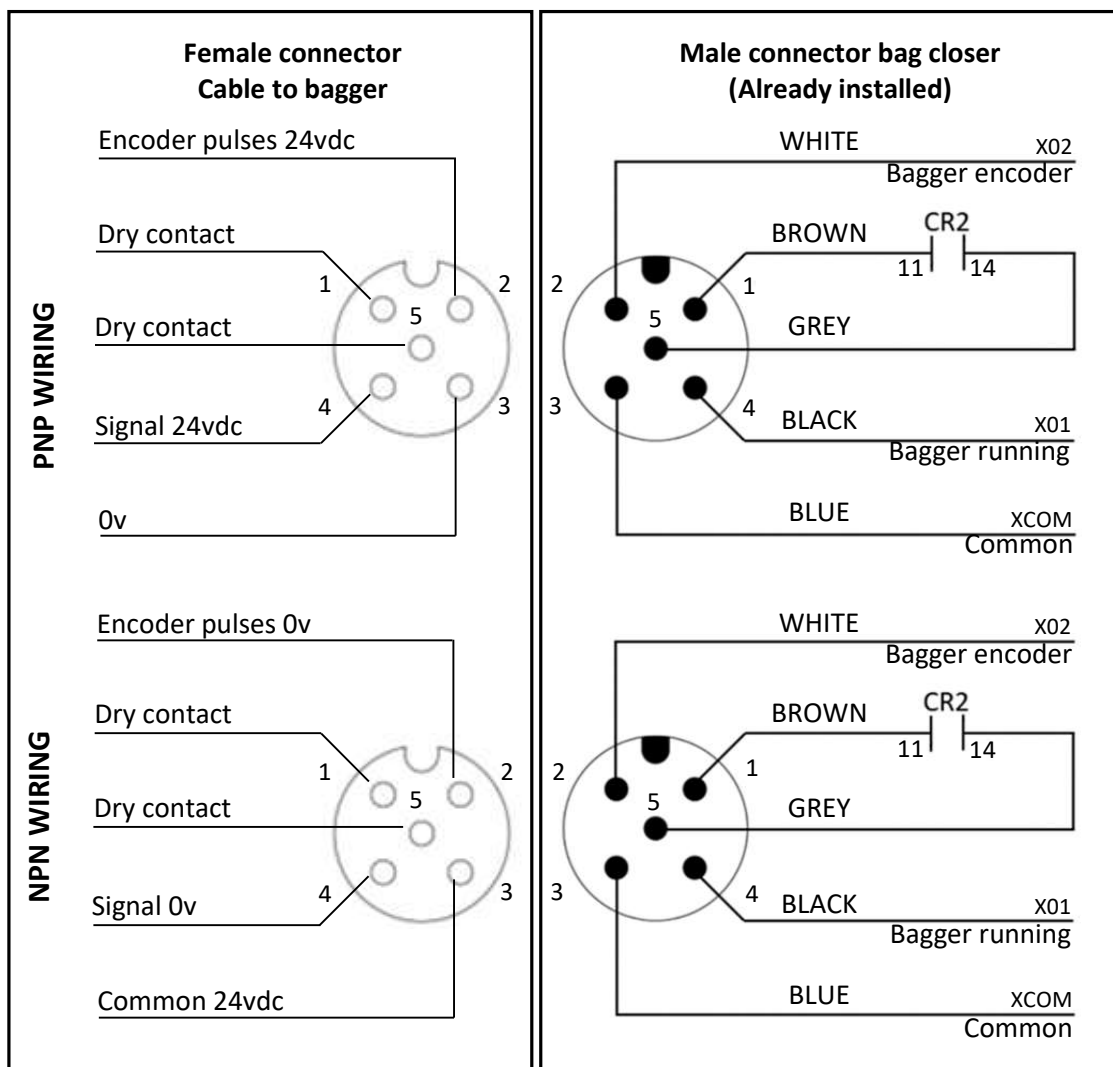 Female connector
Cable to bagger
Male connector bag closer
(Already installed)
PNP WIRING
Encoder pulses 24vdc
Dry contact
1
2
5
Dry contact
4
3
Signal 24vdc
0v
WHITE
X02
Bagger encoder
CR2
BROWN
11
14
2
1
5
GREY
3
4
BLACK
X01
Bagger running
BLUE
XCOM
Common
NPN WIRING
Encoder pulses 0v
Dry contact
1
2
5
Dry contact
4
3
Signal 0v
Common 24vdc
WHITE
X02
Bagger encoder
CR2
BROWN
11
14
2
1
5
GREY
3
4
BLACK
X01
Bagger running
BLUE
XCOM
Common